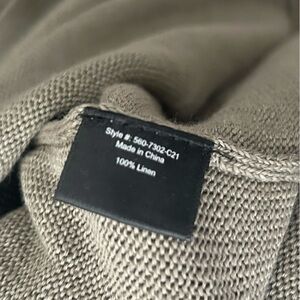 Style #: 560-7302-C21
Made in China
100% Linen